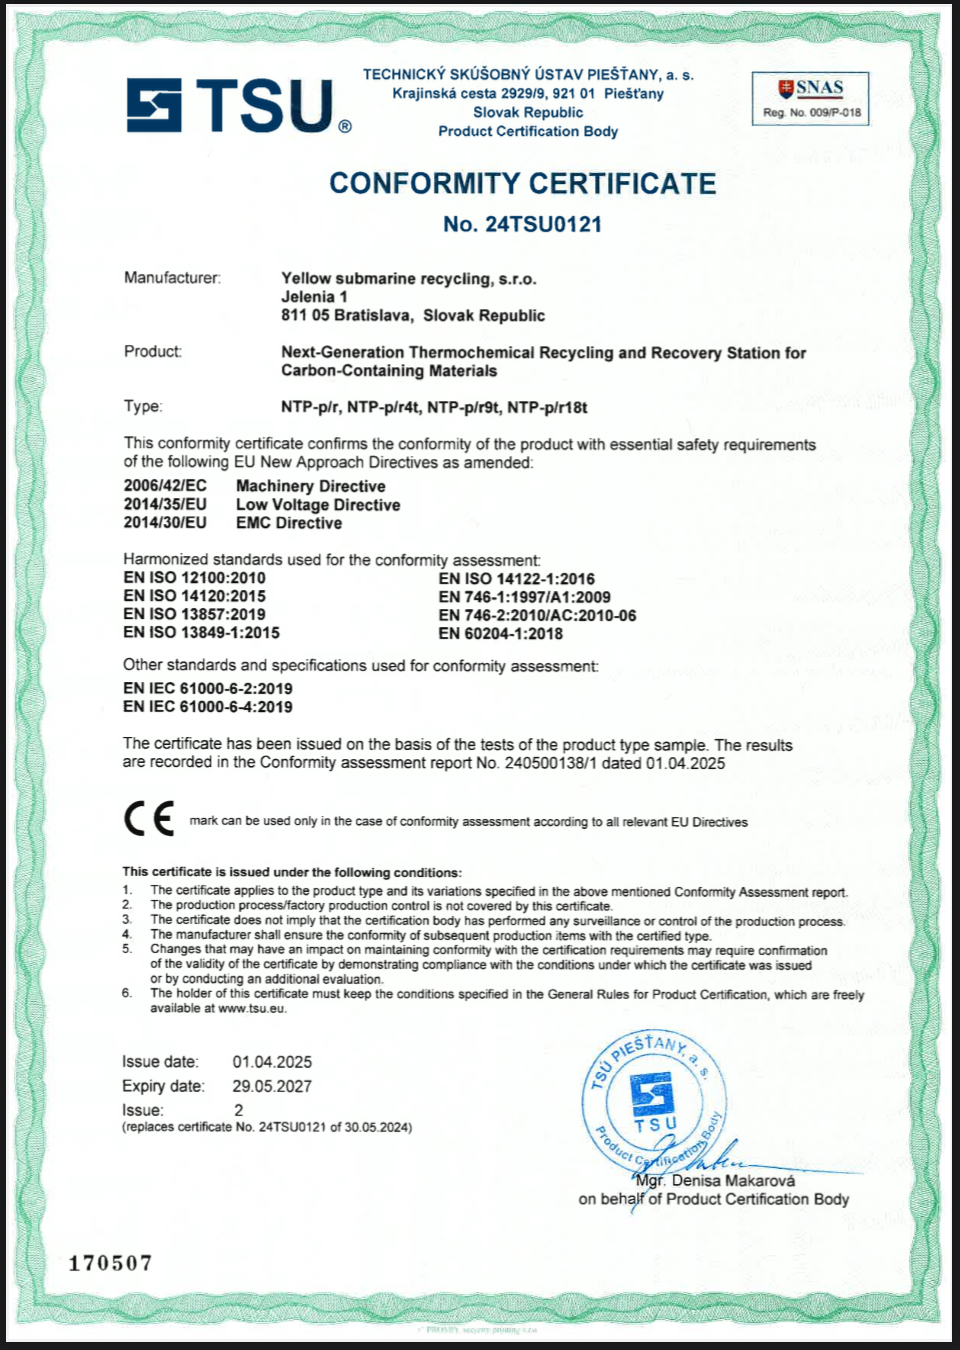 TSU®
TECHNICKÝ SKÚŠOBNÝ ÚSTAV PIEŠŤANY, a. s.
Krajinská cesta 2929/9, 921 01 Piešťany
Slovak Republic
Product Certification Body
SNAS
Reg. No. 009/P-018
CONFORMITY CERTIFICATE
No. 24TSU0121
Manufacturer: Yellow submarine recycling, s.r.o.
Jelenia 1
811 05 Bratislava, Slovak Republic
Product: Next-Generation Thermochemical Recycling and Recovery Station for
Carbon-Containing Materials
Type: NTP-p/r, NTP-p/r4t, NTP-p/r9t, NTP-p/r18t
This conformity certificate confirms the conformity of the product with essential safety requirements
of the following EU New Approach Directives as amended:
2006/42/EC Machinery Directive
2014/35/EU Low Voltage Directive
2014/30/EU EMC Directive
Harmonized standards used for the conformity assessment:
EN ISO 12100:2010 EN ISO 14122-1:2016
EN ISO 14120:2015 EN 746-1:1997/A1:2009
EN ISO 13857:2019 EN 746-2:2010/AC:2010-06
EN ISO 13849-1:2015 EN 60204-1:2018
Other standards and specifications used for conformity assessment:
EN IEC 61000-6-2:2019
EN IEC 61000-6-4:2019
The certificate has been issued on the basis of the tests of the product type sample. The results
are recorded in the Conformity assessment report No. 240500138/1 dated 01.04.2025
CE mark can be used only in the case of conformity assessment according to all relevant EU Directives
This certificate is issued under the following conditions:
1. The certificate applies to the product type and its variations specified in the above mentioned Conformity Assessment report.
2. The production process/factory production control is not covered by this certificate.
3. The certificate does not imply that the certification body has performed any surveillance or control of the production process.
4. The manufacturer shall ensure the conformity of subsequent production items with the certified type.
5. Changes that may have an impact on maintaining conformity with the certification requirements may require confirmation
of the validity of the certificate by demonstrating compliance with the conditions under which the certificate was issued
or by conducting an additional evaluation.
6. The holder of this certificate must keep the conditions specified in the General Rules for Product Certification, which are freely
available at www.tsu.eu.
Issue date: 01.04.2025
Expiry date: 29.05.2027
Issue: 2
(replaces certificate No. 24TSU0121 of 30.05.2024)
TSÚ PIEŠŤANY, a. s.
TSU
Product Certification Body
Mgr. Denisa Makarová
on behalf of Product Certification Body
170507